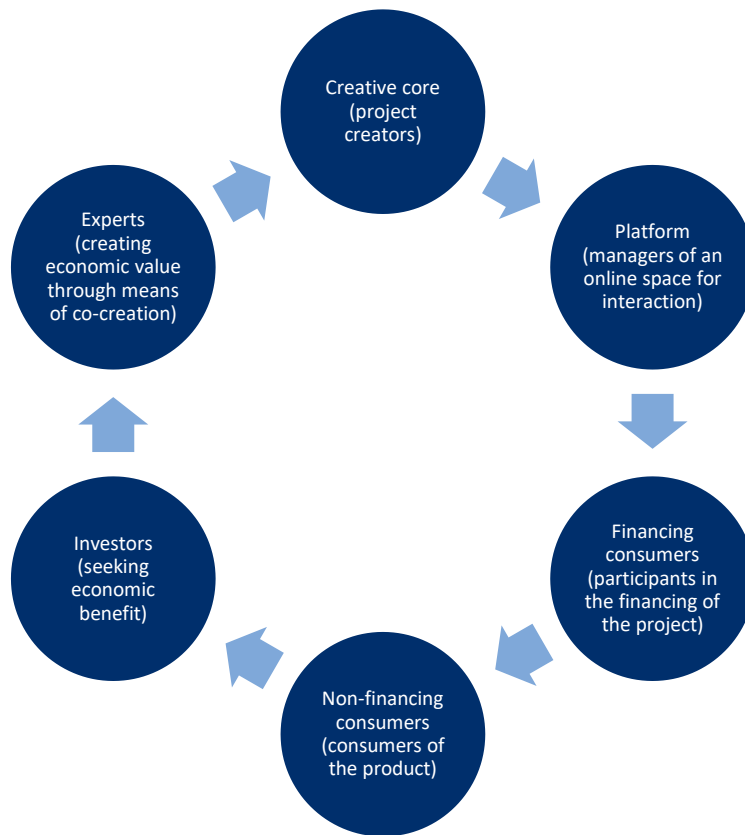 Creative core
(project
creators)
Platform
(managers of an
online space for
interaction)
Financing
consumers
(participants in
the financing of
the project)
Non-financing
consumers
(consumers of
the product)
Investors
(seeking
economic
benefit)
Experts
(creating
economic value
through means
of co-creation)